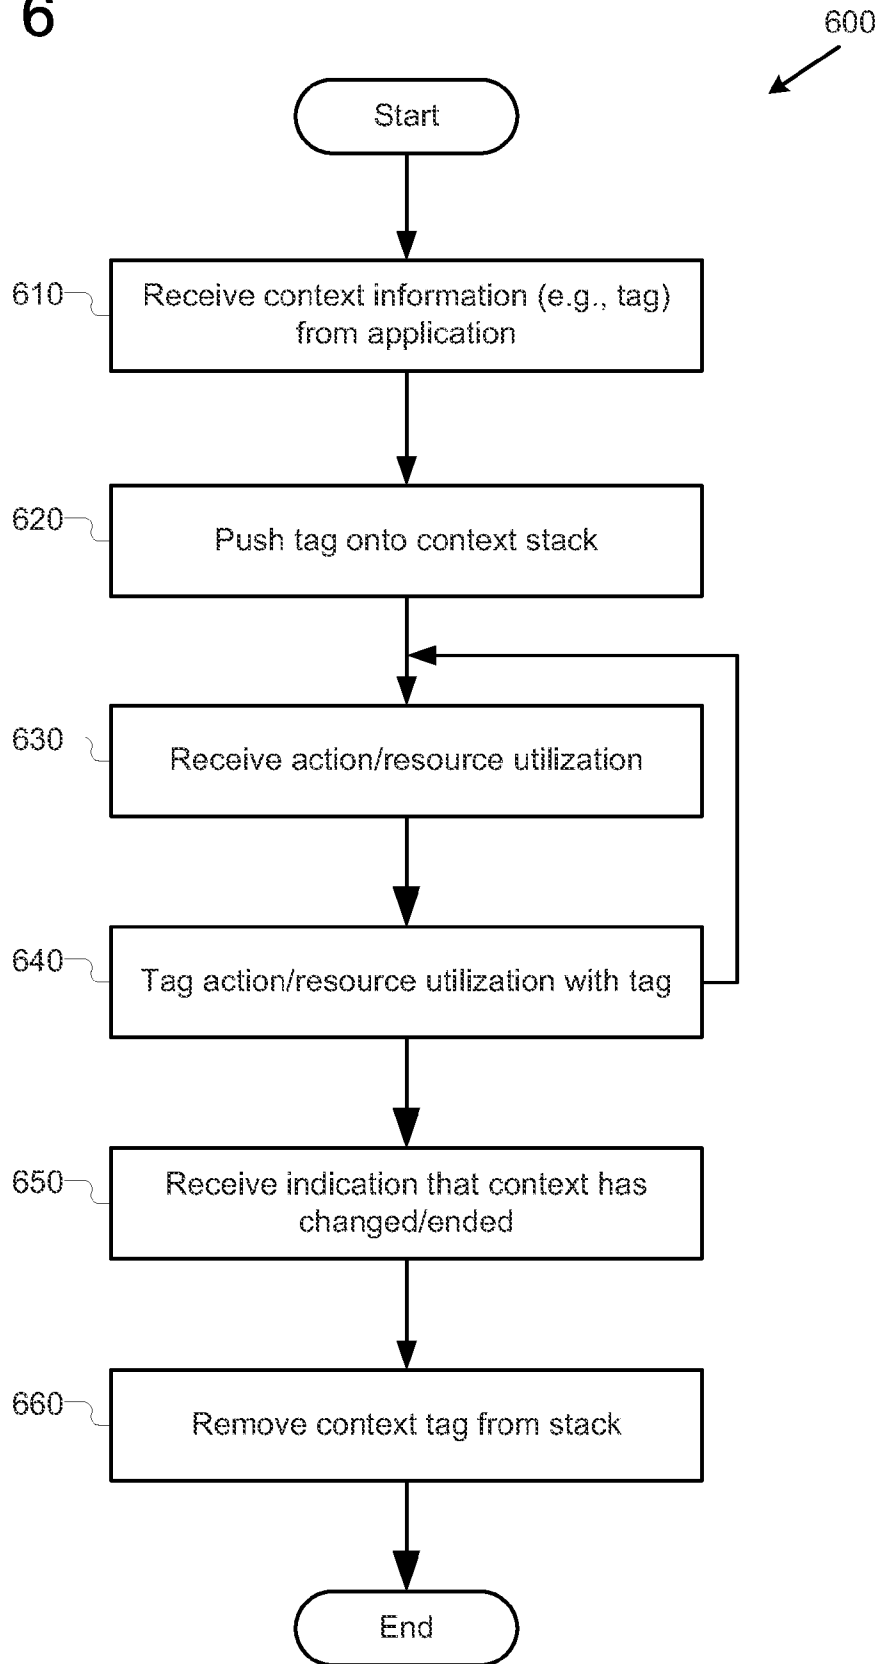 6
600
Start
610
Receive context information (e.g., tag)
from application
620
Push tag onto context stack
630
Receive action/resource utilization
640
Tag action/resource utilization with tag
650
Receive indication that context has
changed/ended
660
Remove context tag from stack
End